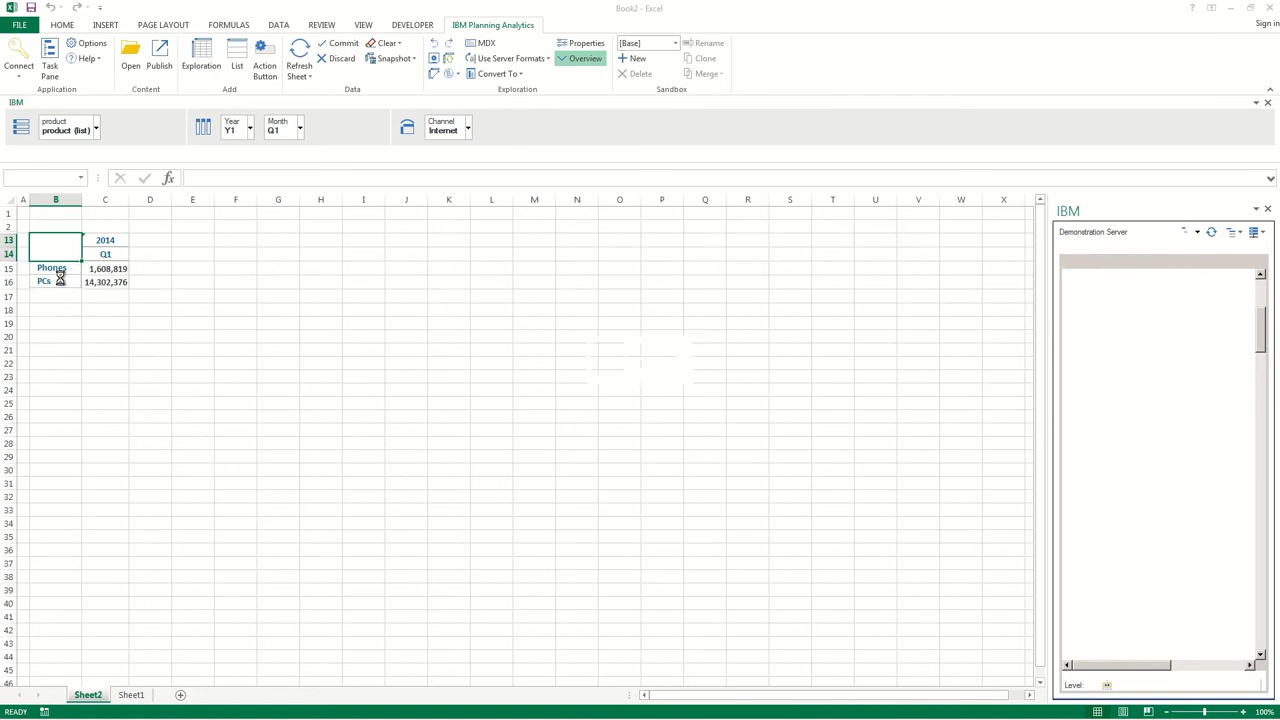 Book2 - Excel
Sign in
FILE HOME INSERT PAGE LAYOUT FORMULAS DATA REVIEW VIEW DEVELOPER IBM Planning Analytics
Connect Task Pane Options Help Open Publish Exploration List Action Button Refresh Sheet Commit Discard Clear Snapshot MDX Use Server Formats Convert To Properties Overview [Base] New Delete Rename Clone Merge
Application Content Add Data Exploration Sandbox
IBM
product Year Month Channel
product (list) Y1 Q1 Internet
fx
A B C D E F G H I J K L M N O P Q R S T U V W X
1
2
13 2014
14 Q1
15 Phones 1,608,819
16 PCs 14,302,376
17
18
19
20
21
22
23
24
25
26
27
28
29
30
31
32
33
34
35
36
37
38
39
40
41
42
43
44
45
46
IBM
Demonstration Server
Level:
Sheet2 Sheet1
READY
100%